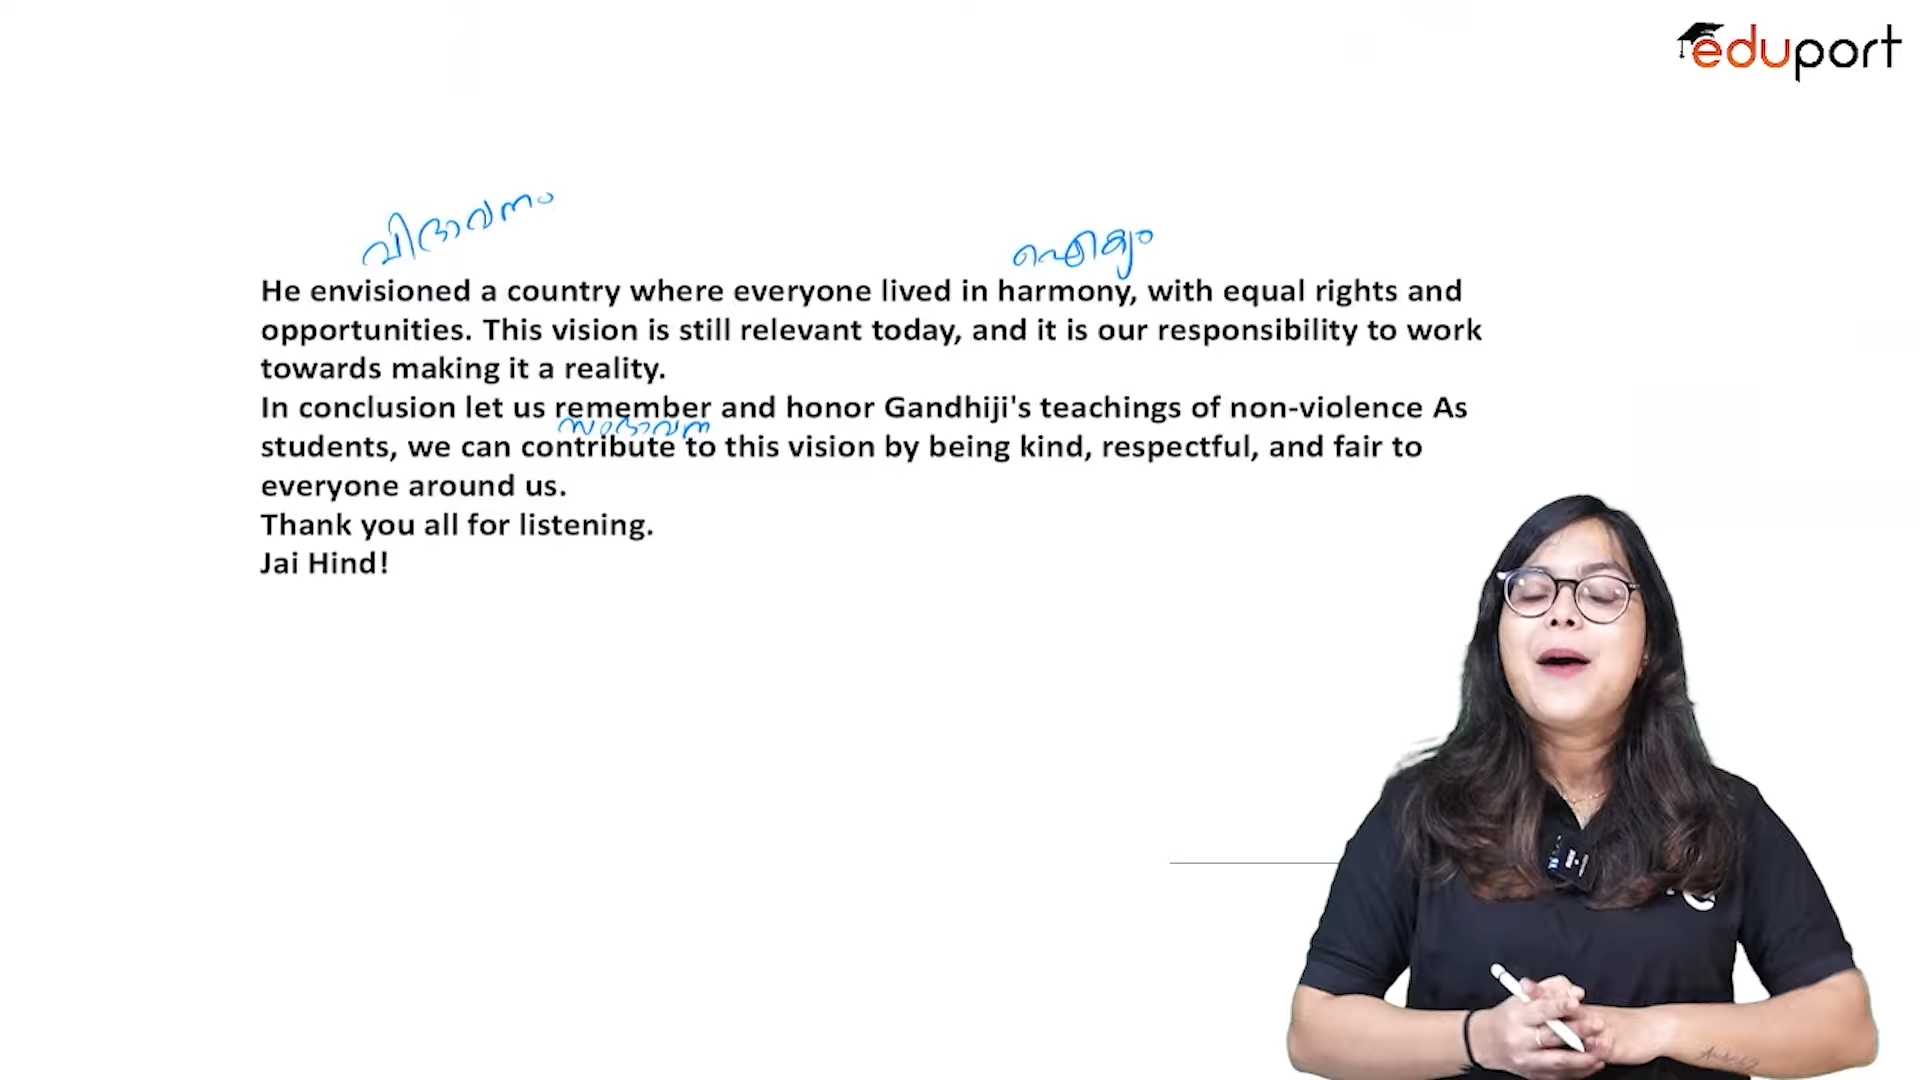 eduport
വിഭാവനം
ഐക്യം
He envisioned a country where everyone lived in harmony, with equal rights and
opportunities. This vision is still relevant today, and it is our responsibility to work
towards making it a reality.
In conclusion let us remember and honor Gandhiji's teachings of non-violence As
സംഭാവന
students, we can contribute to this vision by being kind, respectful, and fair to
everyone around us.
Thank you all for listening.
Jai Hind!